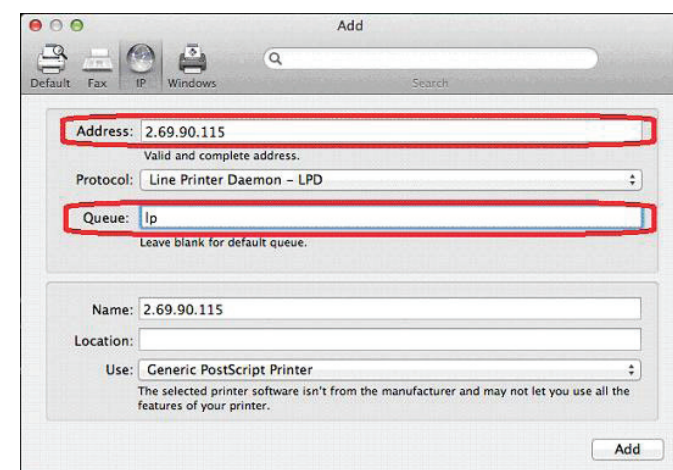 Add
Default Fax IP Windows Search
Address: 2.69.90.115
Valid and complete address.
Protocol: Line Printer Daemon – LPD
Queue: lp
Leave blank for default queue.
Name: 2.69.90.115
Location:
Use: Generic PostScript Printer
The selected printer software isn't from the manufacturer and may not let you use all the
features of your printer.
Add